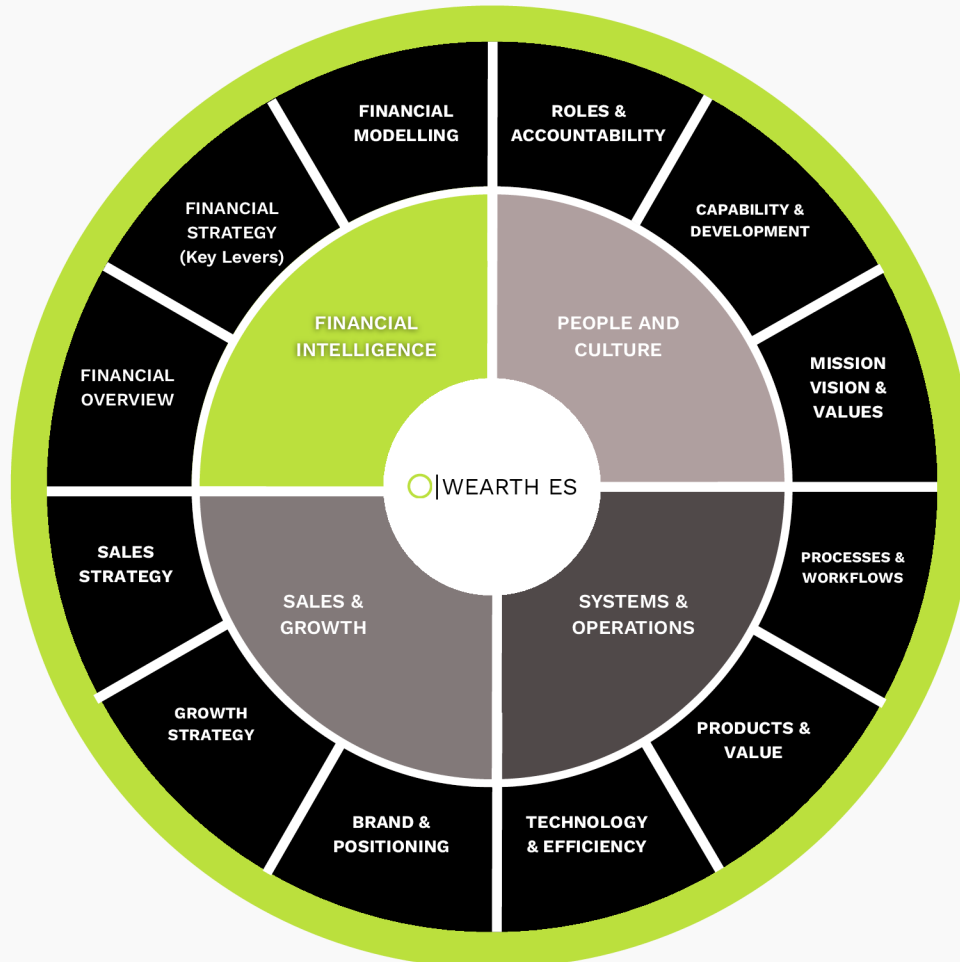 FINANCIAL
MODELLING
ROLES &
ACCOUNTABILITY
CAPABILITY &
DEVELOPMENT
MISSION
VISION &
VALUES
PROCESSES &
WORKFLOWS
PRODUCTS &
VALUE
TECHNOLOGY
& EFFICIENCY
BRAND &
POSITIONING
GROWTH
STRATEGY
SALES
STRATEGY
FINANCIAL
OVERVIEW
FINANCIAL
STRATEGY
(Key Levers)
FINANCIAL
INTELLIGENCE
PEOPLE AND
CULTURE
SYSTEMS &
OPERATIONS
SALES &
GROWTH
WEARTH ES